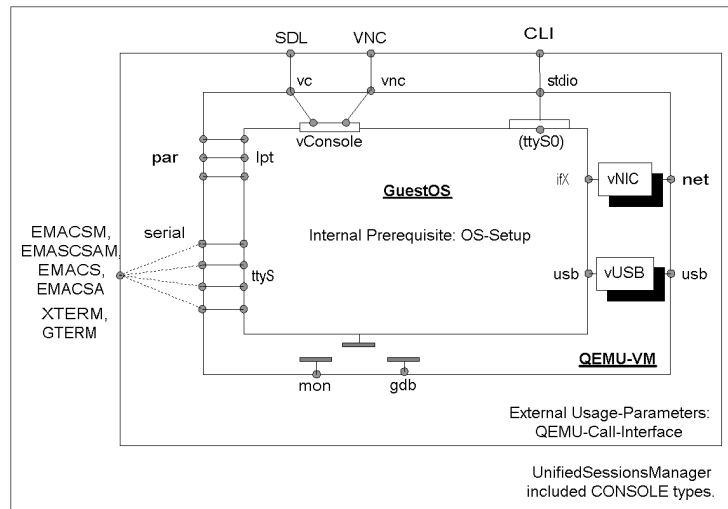 SDL
VNC
CLI
vc
vnc
stdio
vConsole
(ttyS0)
par
lpt
GuestOS
ifX
vNIC
net
EMACSM,
EMASCSAM,
EMACS,
EMACSA
XTERM,
GTERM
serial
ttyS
Internal Prerequisite: OS-Setup
usb
vUSB
usb
QEMU-VM
mon
gdb
External Usage-Parameters:
QEMU-Call-Interface
UnifiedSessionsManager
included CONSOLE types.